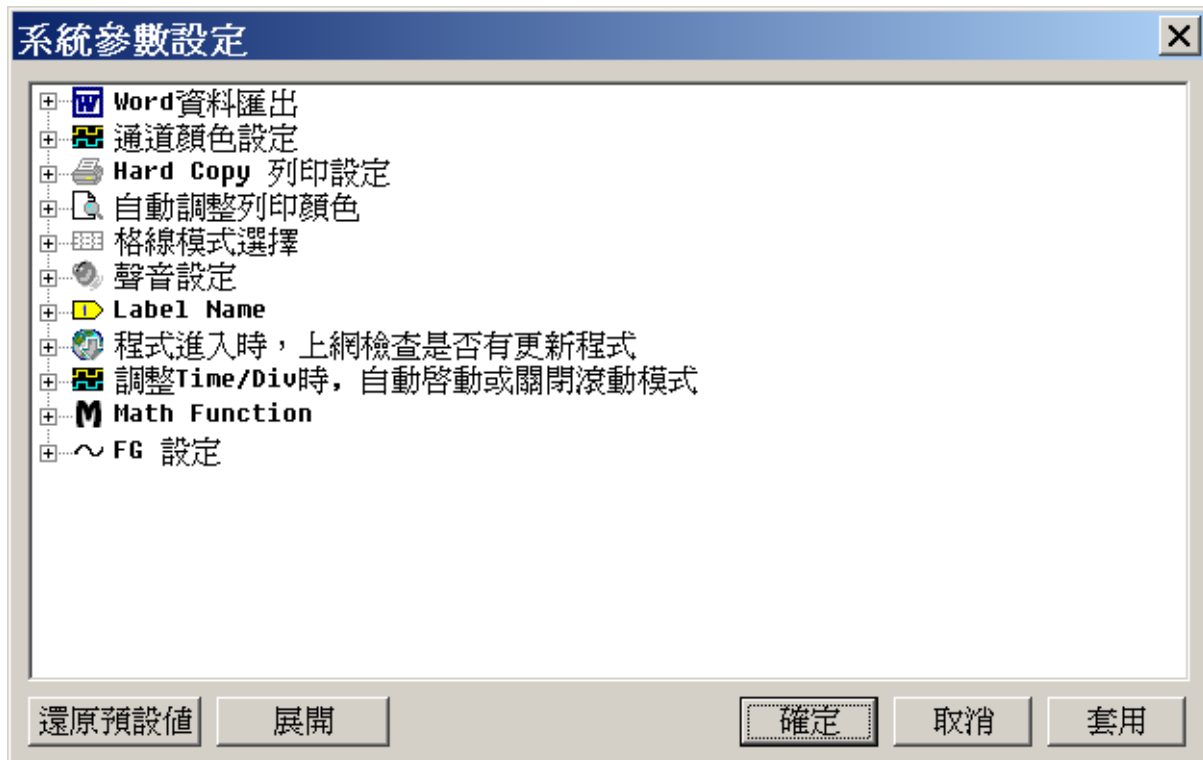 系統參數設定
Word資料匯出
通道顏色設定
Hard Copy 列印設定
自動調整列印顏色
格線模式選擇
聲音設定
Label Name
程式進入時，上網檢查是否有更新程式
調整Time/Div時, 自動啓動或關閉滾動模式
Math Function
FG 設定
還原預設值 展開 確定 取消 套用